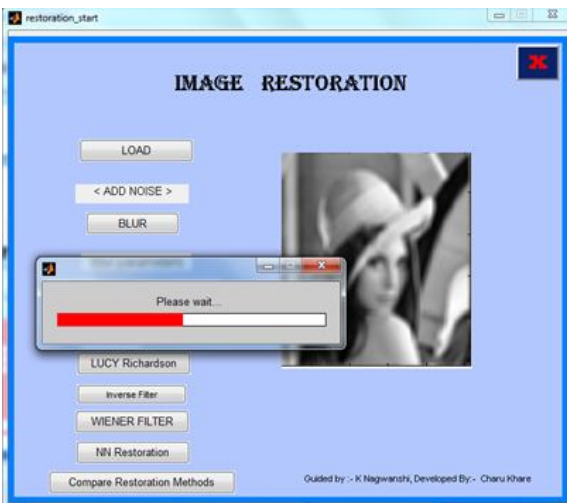 restoration_start
IMAGE RESTORATION
LOAD
< ADD NOISE >
BLUR
Please wait...
LUCY Richardson
Inverse Filter
WIENER FILTER
NN Restoration
Compare Restoration Methods
Guided by :- K Nagwanshi, Developed By:- Charu Khare